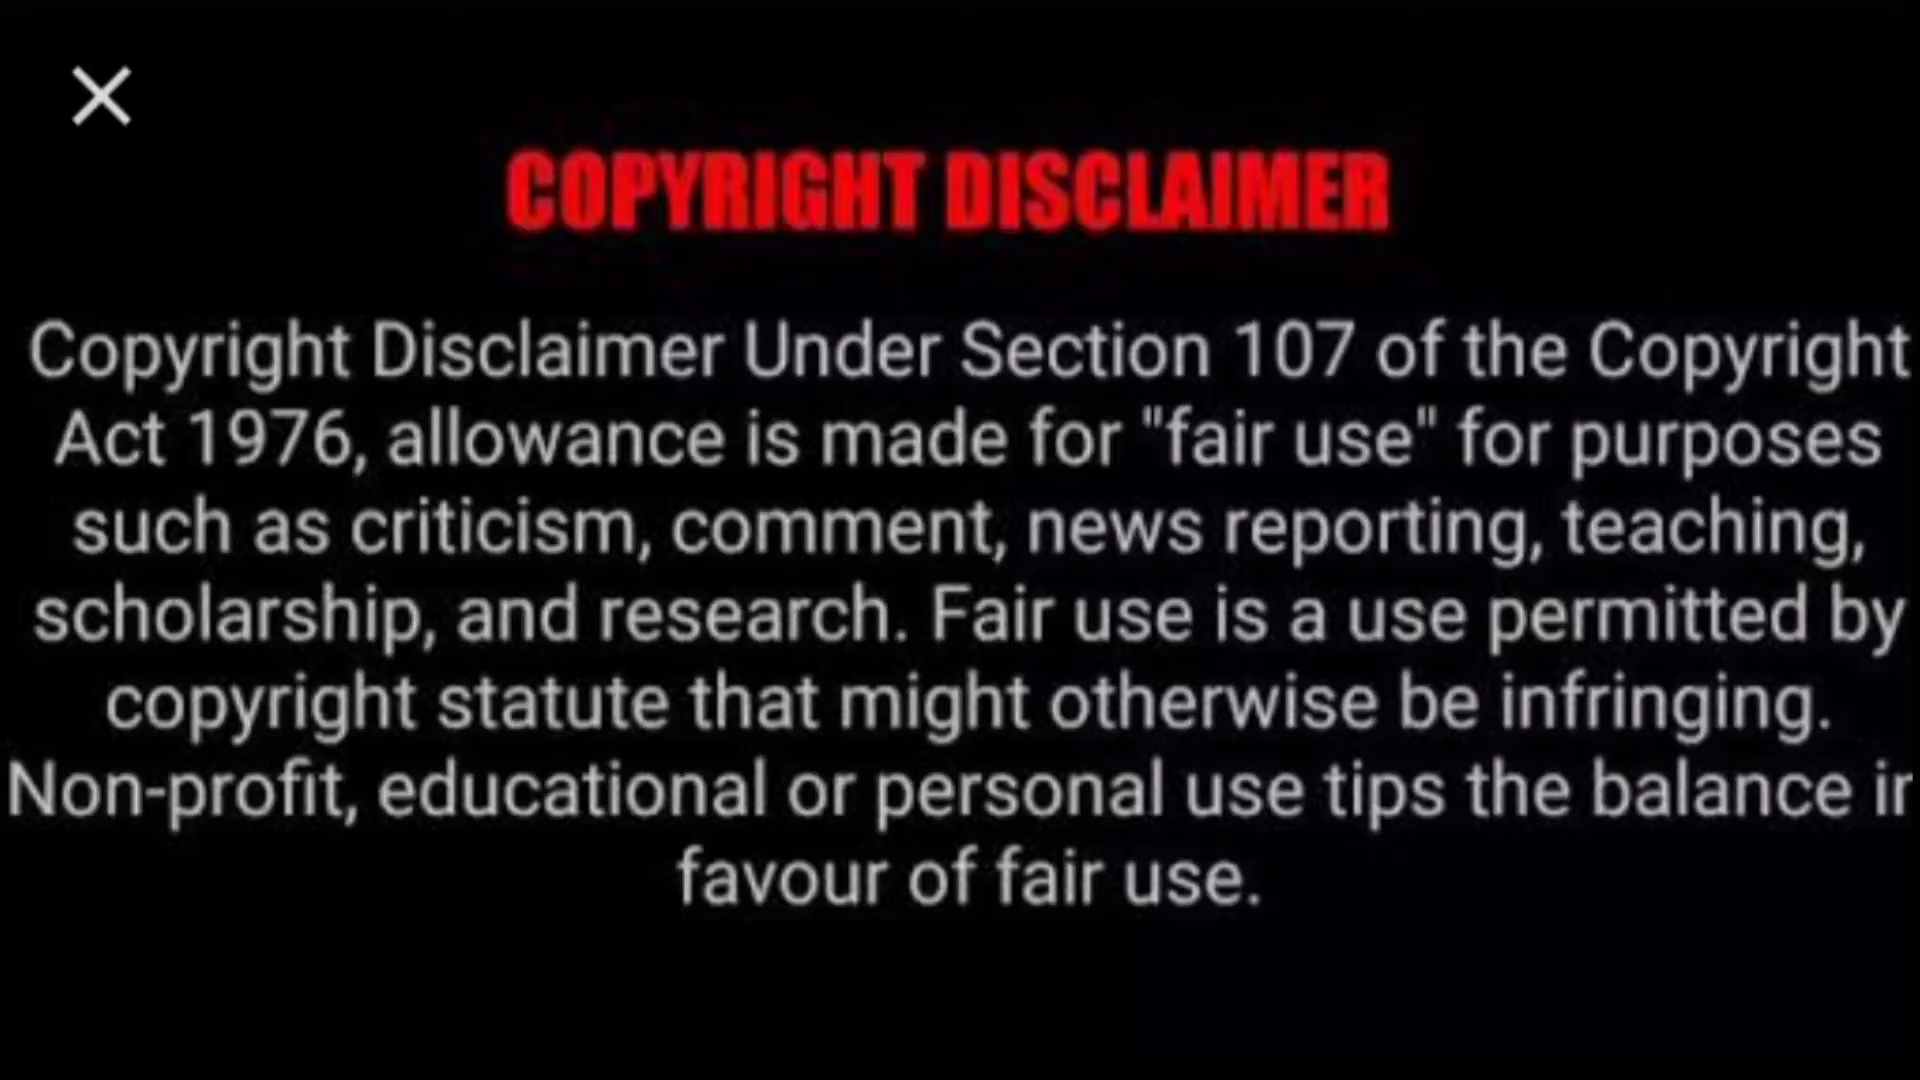 COPYRIGHT DISCLAIMER
Copyright Disclaimer Under Section 107 of the Copyright
Act 1976, allowance is made for "fair use" for purposes
such as criticism, comment, news reporting, teaching,
scholarship, and research. Fair use is a use permitted by
copyright statute that might otherwise be infringing.
Non-profit, educational or personal use tips the balance in
favour of fair use.